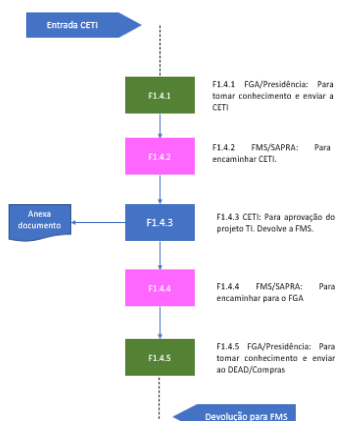 Entrada CETI
F1.4.1
F1.4.1 FGA/Presidência: Para
tomar conhecimento e enviar a
CETI
F1.4.2
F1.4.2 FMS/SAPRA: Para
encaminhar CETI.
Anexa
documento
F1.4.3
F1.4.3 CETI: Para aprovação do
projeto TI. Devolve a FMS.
F1.4.4
F1.4.4 FMS/SAPRA: Para
encaminhar para o FGA
F1.4.5
F1.4.5 FGA/Presidência: Para
tomar conhecimento e enviar
ao DEAD/Compras
Devolução para FMS